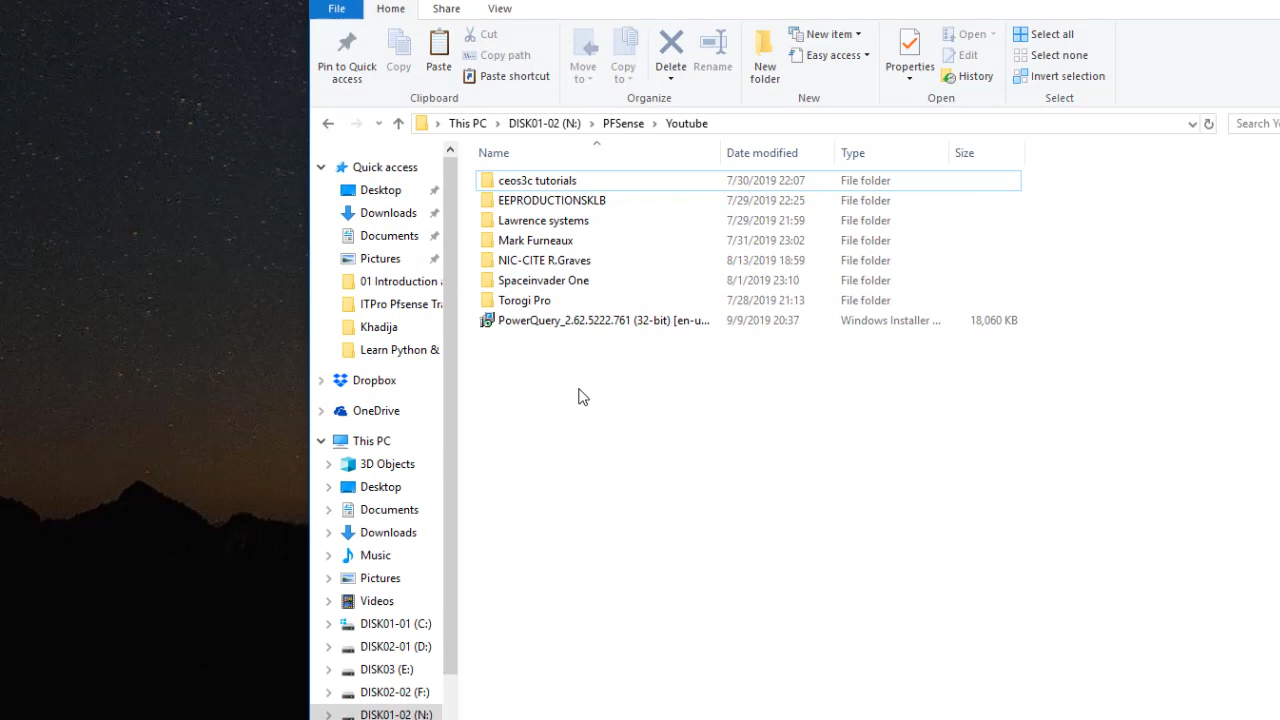 File Home Share View
Pin to Quick access
Copy
Paste
Cut
Copy path
Paste shortcut
Clipboard
Move to
Copy to
Delete
Rename
Organize
New folder
New item
Easy access
New
Properties
Open
Edit
History
Open
Select all
Select none
Invert selection
Select
This PC > DISK01-02 (N:) > PFSense > Youtube
Search Y
Name Date modified Type Size
Quick access
Desktop
Downloads
Documents
Pictures
01 Introduction a
ITPro Pfsense Tra
Khadija
Learn Python &
Dropbox
OneDrive
This PC
3D Objects
Desktop
Documents
Downloads
Music
Pictures
Videos
DISK01-01 (C:)
DISK02-01 (D:)
DISK03 (E:)
DISK02-02 (F:)
DISK01-02 (N:)
ceos3c tutorials 7/30/2019 22:07 File folder
EEPRODUCTIONSKLB 7/29/2019 22:25 File folder
Lawrence systems 7/29/2019 21:59 File folder
Mark Furneaux 7/31/2019 23:02 File folder
NIC-CITE R.Graves 8/13/2019 18:59 File folder
Spaceinvader One 8/1/2019 23:10 File folder
Torogi Pro 7/28/2019 21:13 File folder
PowerQuery_2.62.5222.761 (32-bit) [en-u... 9/9/2019 20:37 Windows Installer ... 18,060 KB